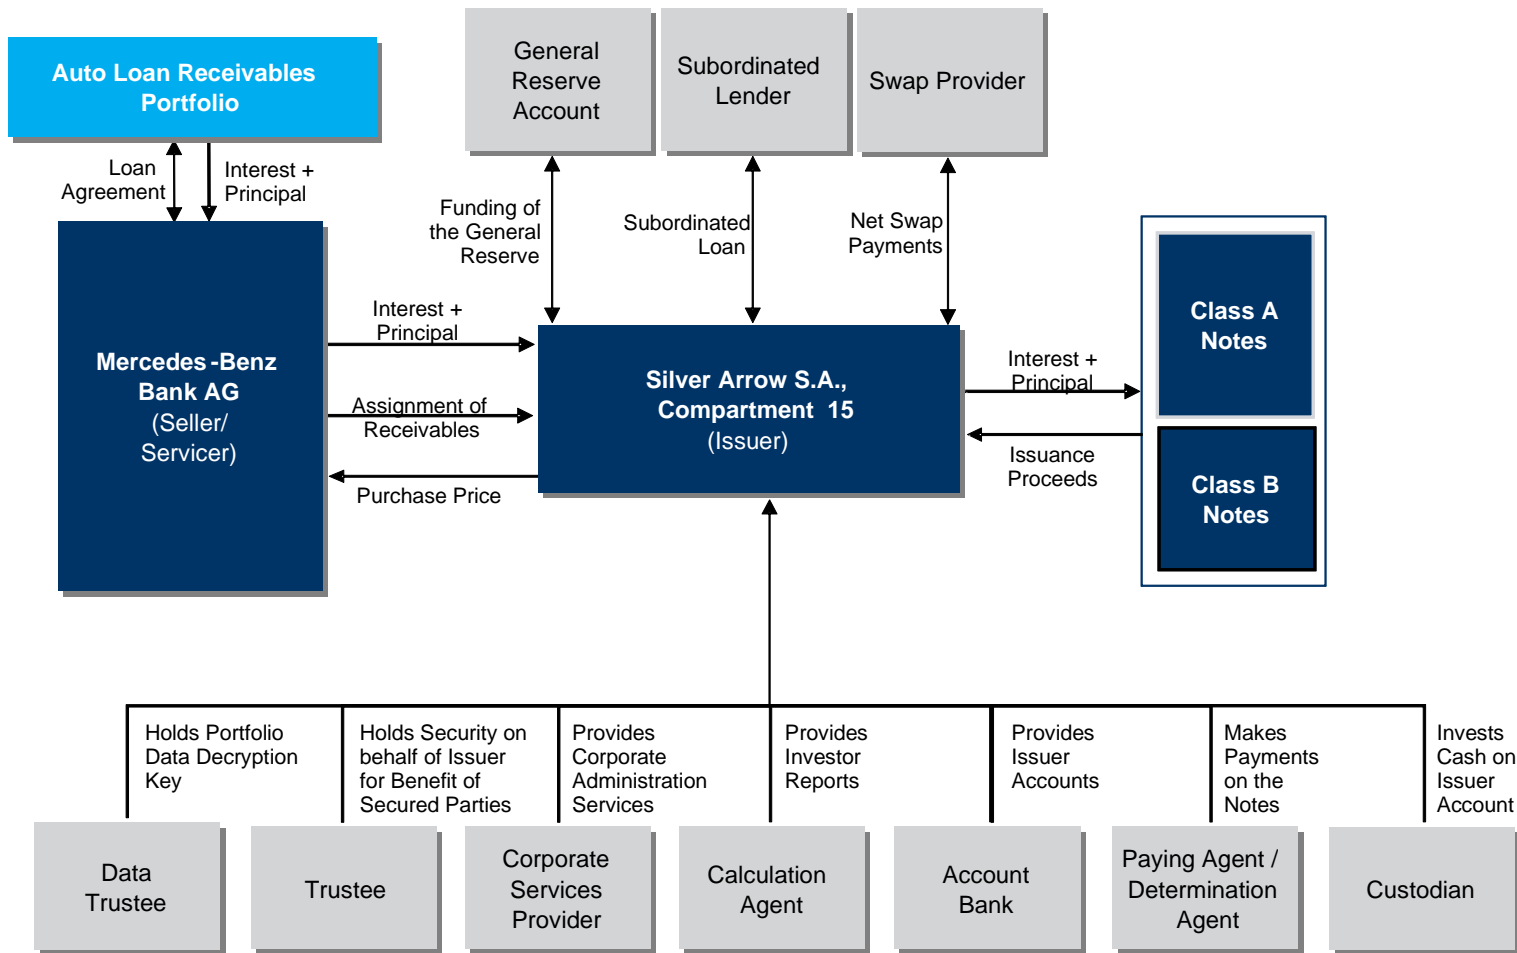 Auto Loan Receivables
Portfolio
General
Reserve
Account
Subordinated
Lender
Swap Provider
Loan
Agreement
Interest +
Principal
Funding of
the General
Reserve
Subordinated
Loan
Net Swap
Payments
Mercedes-Benz
Bank AG
(Seller/
Servicer)
Interest +
Principal
Assignment of
Receivables
Purchase Price
Silver Arrow S.A.,
Compartment 15
(Issuer)
Interest +
Principal
Issuance
Proceeds
Class A
Notes
Class B
Notes
Holds Portfolio
Data Decryption
Key
Holds Security on
behalf of Issuer
for Benefit of
Secured Parties
Provides
Corporate
Administration
Services
Provides
Investor
Reports
Provides
Issuer
Accounts
Makes
Payments
on the
Notes
Invests
Cash on
Issuer
Account
Data
Trustee
Trustee
Corporate
Services
Provider
Calculation
Agent
Account
Bank
Paying Agent /
Determination
Agent
Custodian